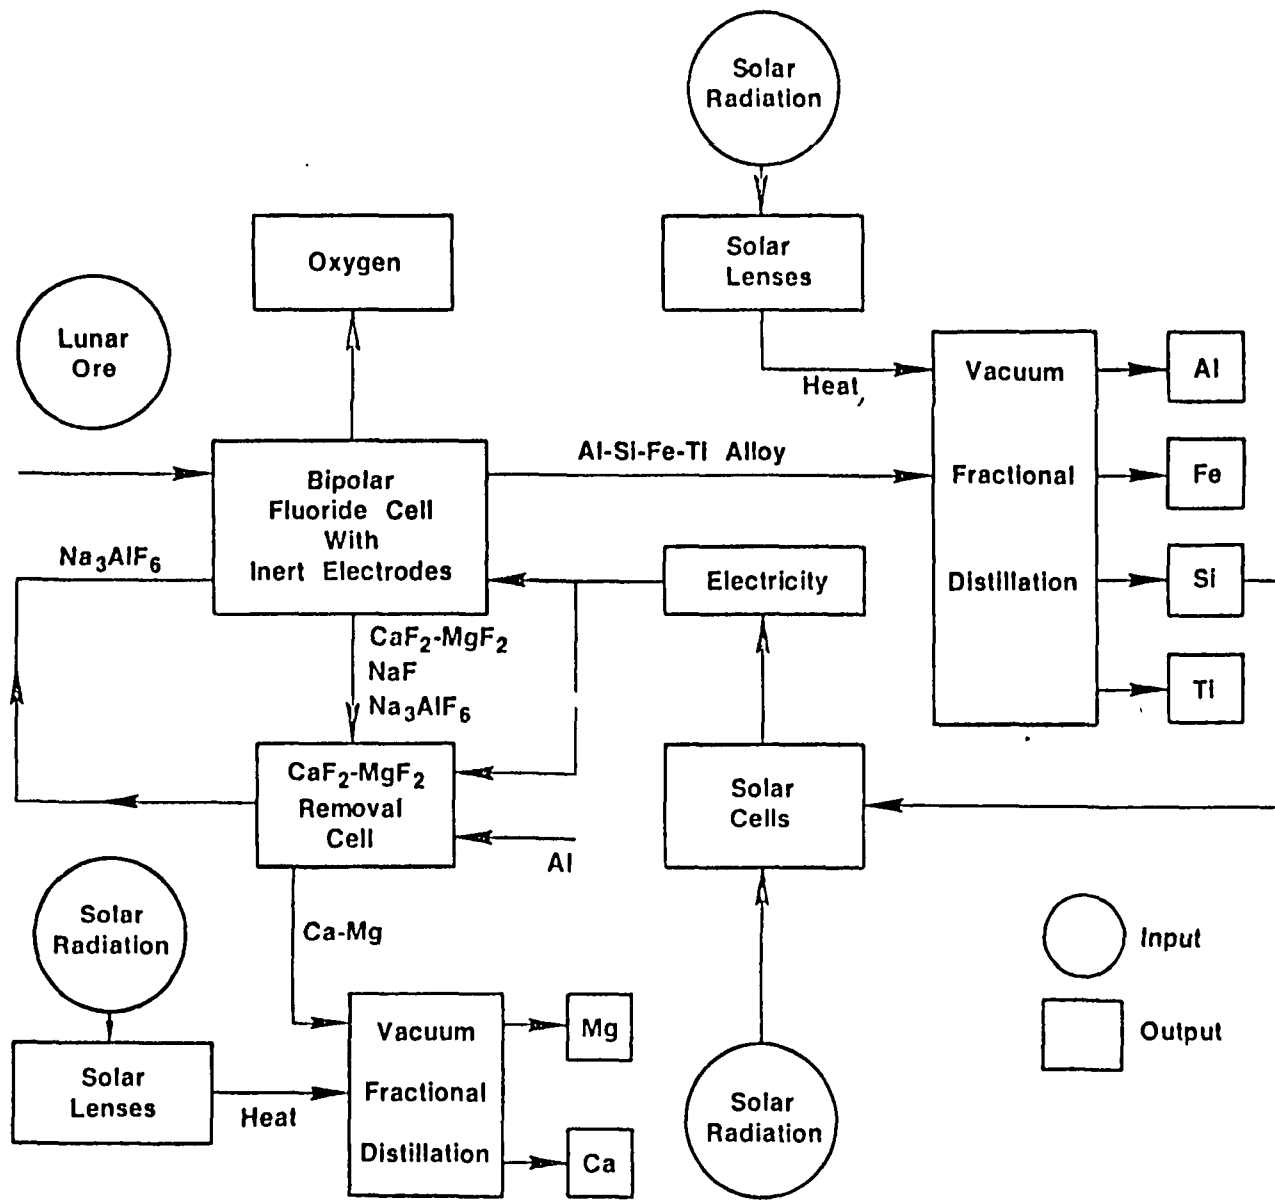 Solar
Radiation
Solar
Lenses
Oxygen
Lunar
Ore
Heat,
Vacuum
Fractional
Distillation
Al
Fe
Si
Ti
Al-Si-Fe-Ti Alloy
Bipolar
Fluoride Cell
With
Inert Electrodes
Na₃AlF₆
Electricity
CaF₂-MgF₂
NaF
Na₃AlF₆
CaF₂-MgF₂
Removal
Cell
Al
Solar
Cells
Solar
Radiation
Ca-Mg
Solar
Lenses
Heat
Vacuum
Fractional
Distillation
Mg
Ca
Solar
Radiation
Input
Output